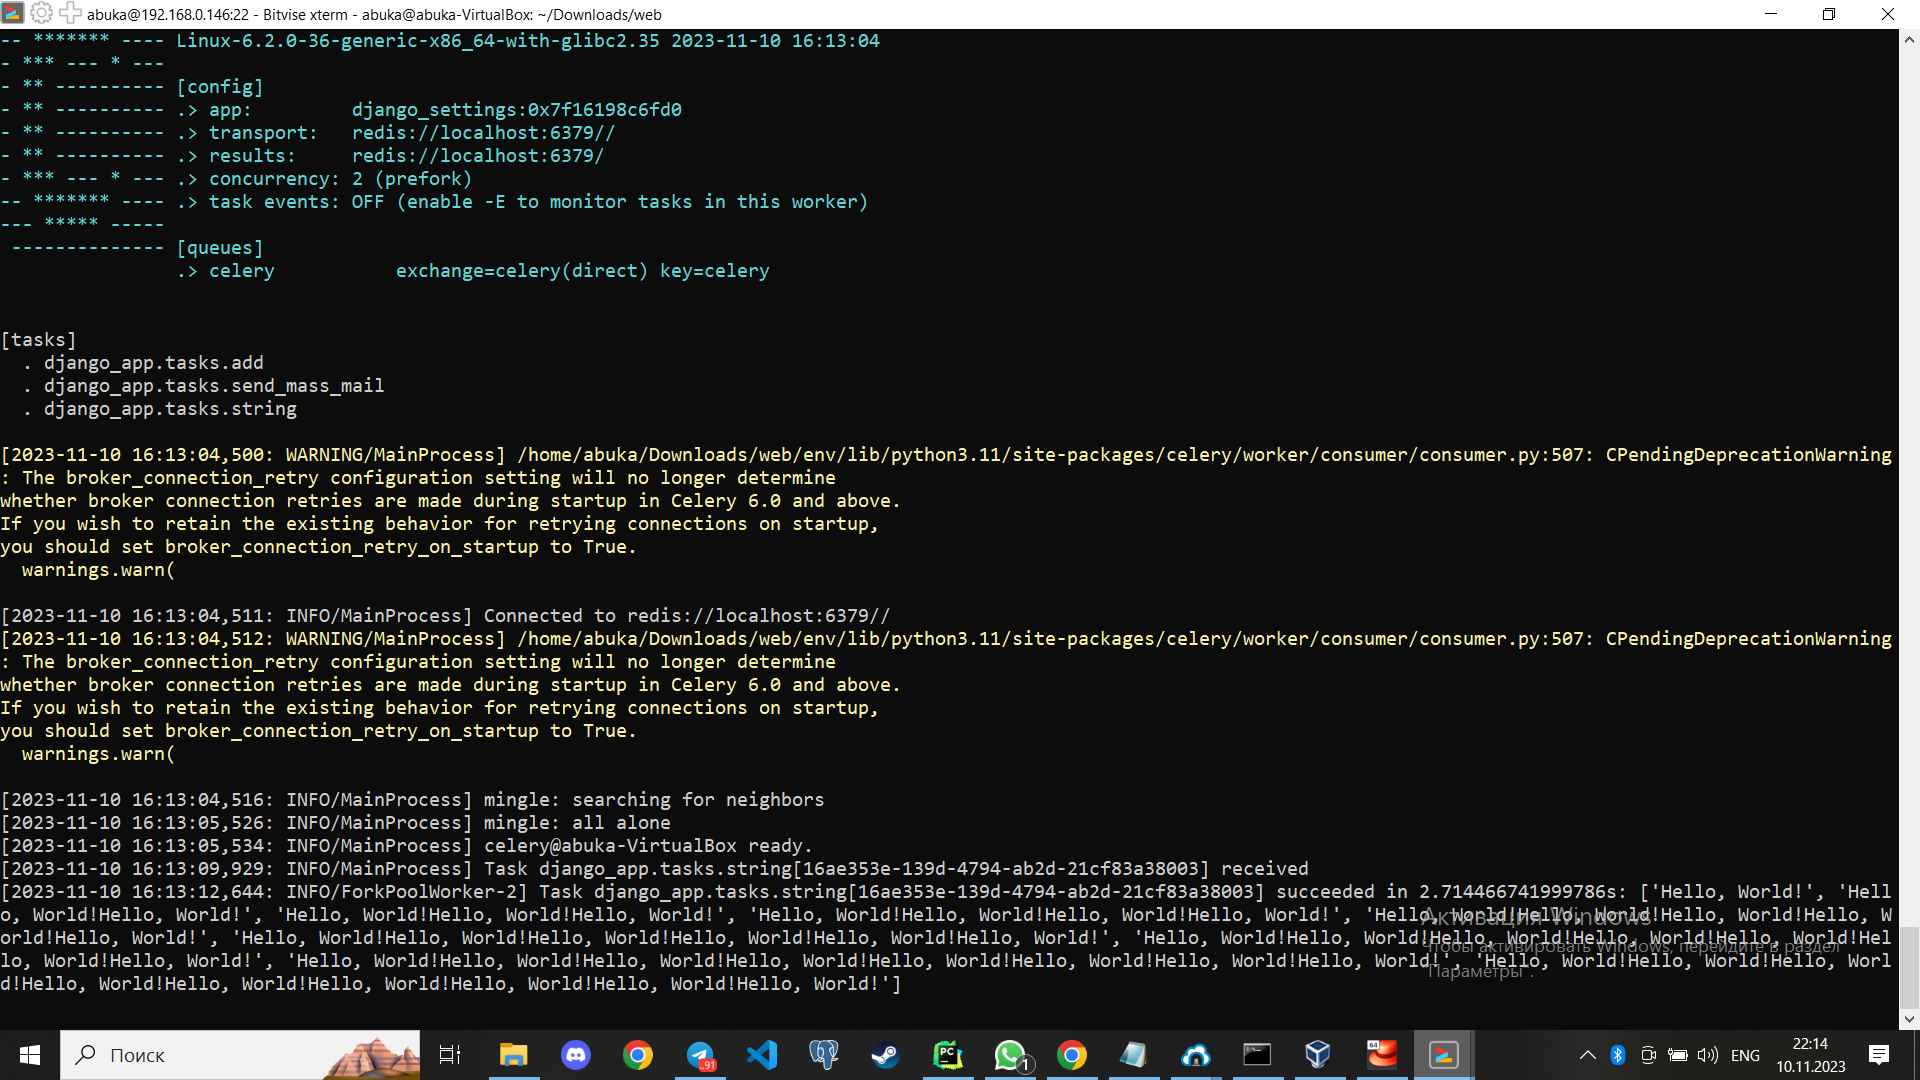 abuka@192.168.0.146:22 - Bitvise xterm - abuka@abuka-VirtualBox: ~/Downloads/web
-- ******* ---- Linux-6.2.0-36-generic-x86_64-with-glibc2.35 2023-11-10 16:13:04
- *** --- * ---
- ** ---------- [config]
- ** ---------- .> app:         django_settings:0x7f16198c6fd0
- ** ---------- .> transport:   redis://localhost:6379//
- ** ---------- .> results:     redis://localhost:6379/
- *** --- * --- .> concurrency: 2 (prefork)
-- ******* ---- .> task events: OFF (enable -E to monitor tasks in this worker)
--- ***** -----
 -------------- [queues]
                .> celery           exchange=celery(direct) key=celery
[tasks]
  . django_app.tasks.add
  . django_app.tasks.send_mass_mail
  . django_app.tasks.string
[2023-11-10 16:13:04,500: WARNING/MainProcess] /home/abuka/Downloads/web/env/lib/python3.11/site-packages/celery/worker/consumer/consumer.py:507: CPendingDeprecationWarning
: The broker_connection_retry configuration setting will no longer determine
whether broker connection retries are made during startup in Celery 6.0 and above.
If you wish to retain the existing behavior for retrying connections on startup,
you should set broker_connection_retry_on_startup to True.
  warnings.warn(
[2023-11-10 16:13:04,511: INFO/MainProcess] Connected to redis://localhost:6379//
[2023-11-10 16:13:04,512: WARNING/MainProcess] /home/abuka/Downloads/web/env/lib/python3.11/site-packages/celery/worker/consumer/consumer.py:507: CPendingDeprecationWarning
: The broker_connection_retry configuration setting will no longer determine
whether broker connection retries are made during startup in Celery 6.0 and above.
If you wish to retain the existing behavior for retrying connections on startup,
you should set broker_connection_retry_on_startup to True.
  warnings.warn(
[2023-11-10 16:13:04,516: INFO/MainProcess] mingle: searching for neighbors
[2023-11-10 16:13:05,526: INFO/MainProcess] mingle: all alone
[2023-11-10 16:13:05,534: INFO/MainProcess] celery@abuka-VirtualBox ready.
[2023-11-10 16:13:09,929: INFO/MainProcess] Task django_app.tasks.string[16ae353e-139d-4794-ab2d-21cf83a38003] received
[2023-11-10 16:13:12,644: INFO/ForkPoolWorker-2] Task django_app.tasks.string[16ae353e-139d-4794-ab2d-21cf83a38003] succeeded in 2.714466741999786s: ['Hello, World!', 'Hell
o, World!Hello, World!', 'Hello, World!Hello, World!Hello, World!', 'Hello, World!Hello, World!Hello, World!Hello, World!', 'Hello, World!Hello, World!Hello, World!Hello, W
orld!Hello, World!', 'Hello, World!Hello, World!Hello, World!Hello, World!Hello, World!Hello, World!', 'Hello, World!Hello, World!Hello, World!Hello, World!Hello, World!Hel
lo, World!Hello, World!', 'Hello, World!Hello, World!Hello, World!Hello, World!Hello, World!Hello, World!Hello, World!Hello, World!', 'Hello, World!Hello, World!Hello, Worl
d!Hello, World!Hello, World!Hello, World!Hello, World!Hello, World!Hello, World!']
Активация Windows
Чтобы активировать Windows, перейдите в раздел
"Параметры".
Поиск
..91
PC
1
64
ENG
22:14
10.11.2023